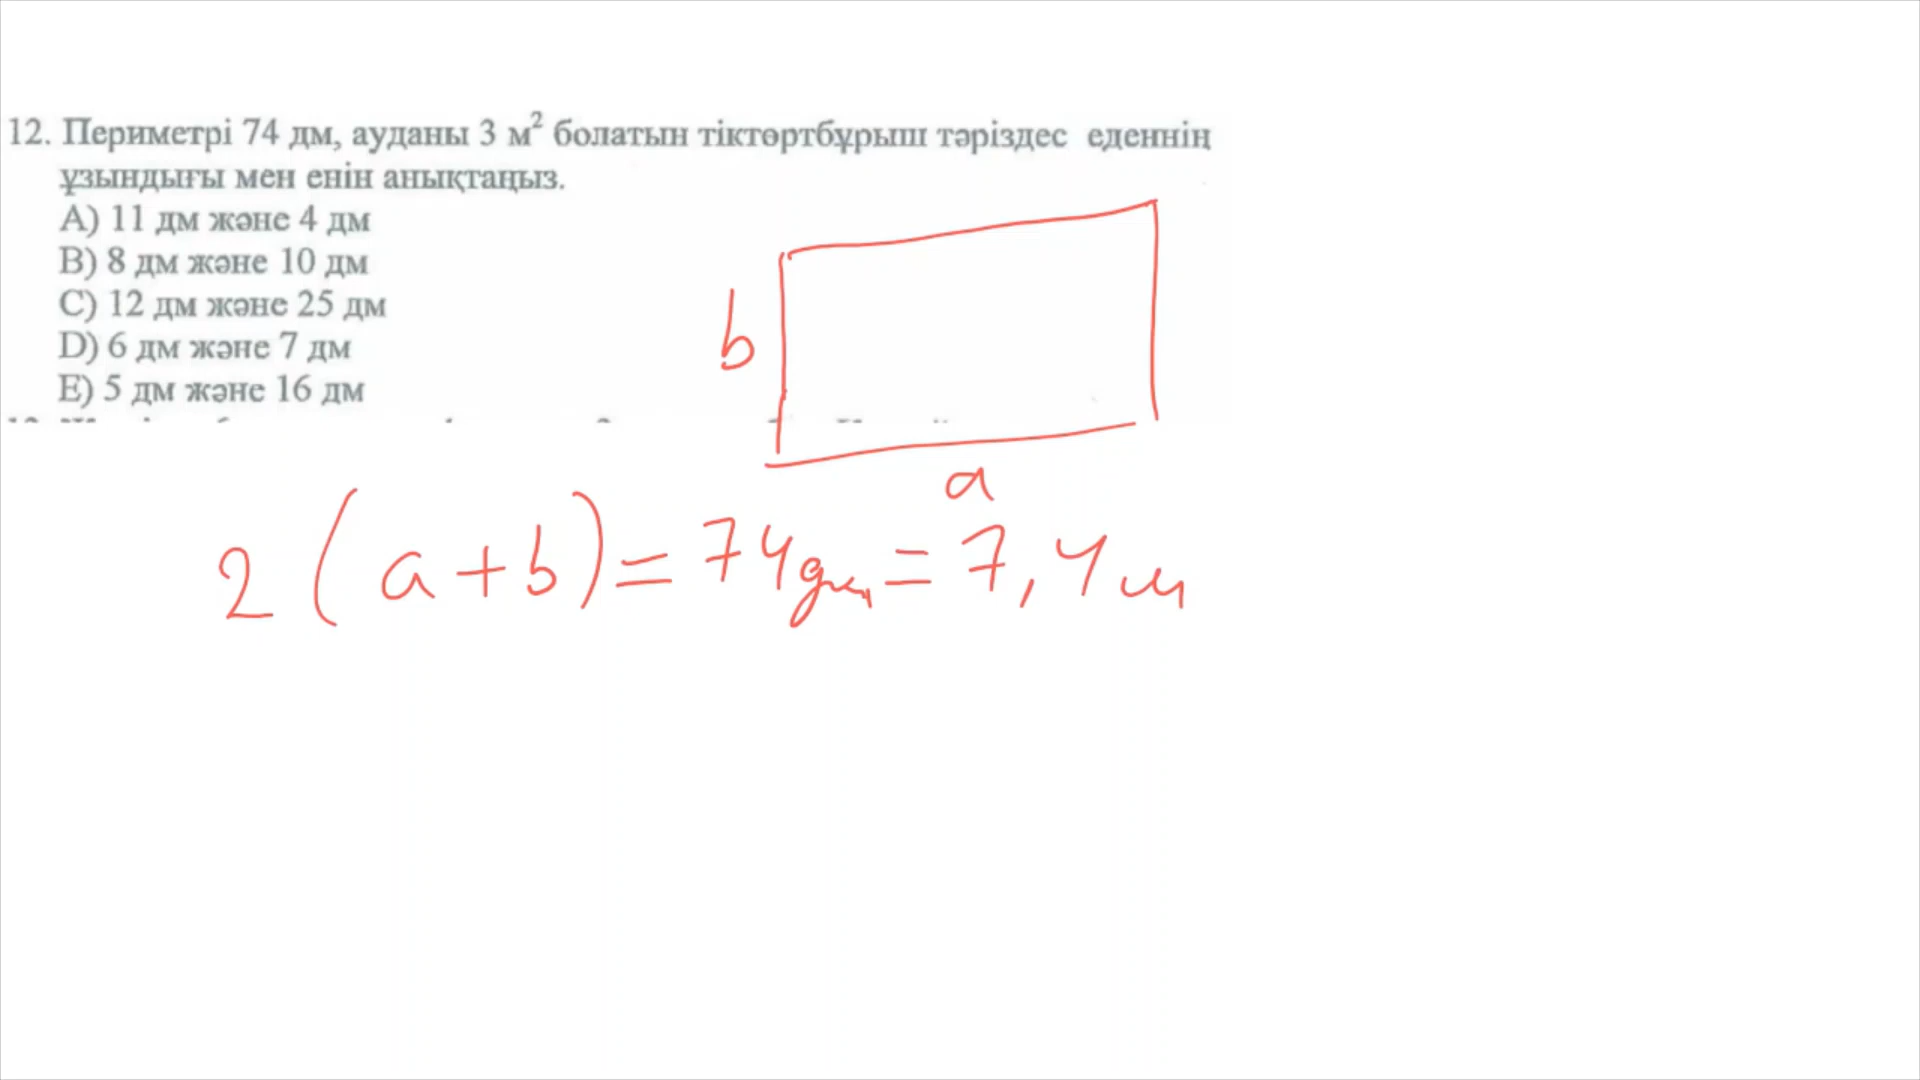 12. Периметрі 74 дм, ауданы 3 м² болатын тіктөртбұрыш тәріздес еденнің
ұзындығы мен енін анықтаңыз.
A) 11 дм және 4 дм
B) 8 дм және 10 дм
C) 12 дм және 25 дм
D) 6 дм және 7 дм
E) 5 дм және 16 дм
b
a
2(a+b)=74дм=7,4м